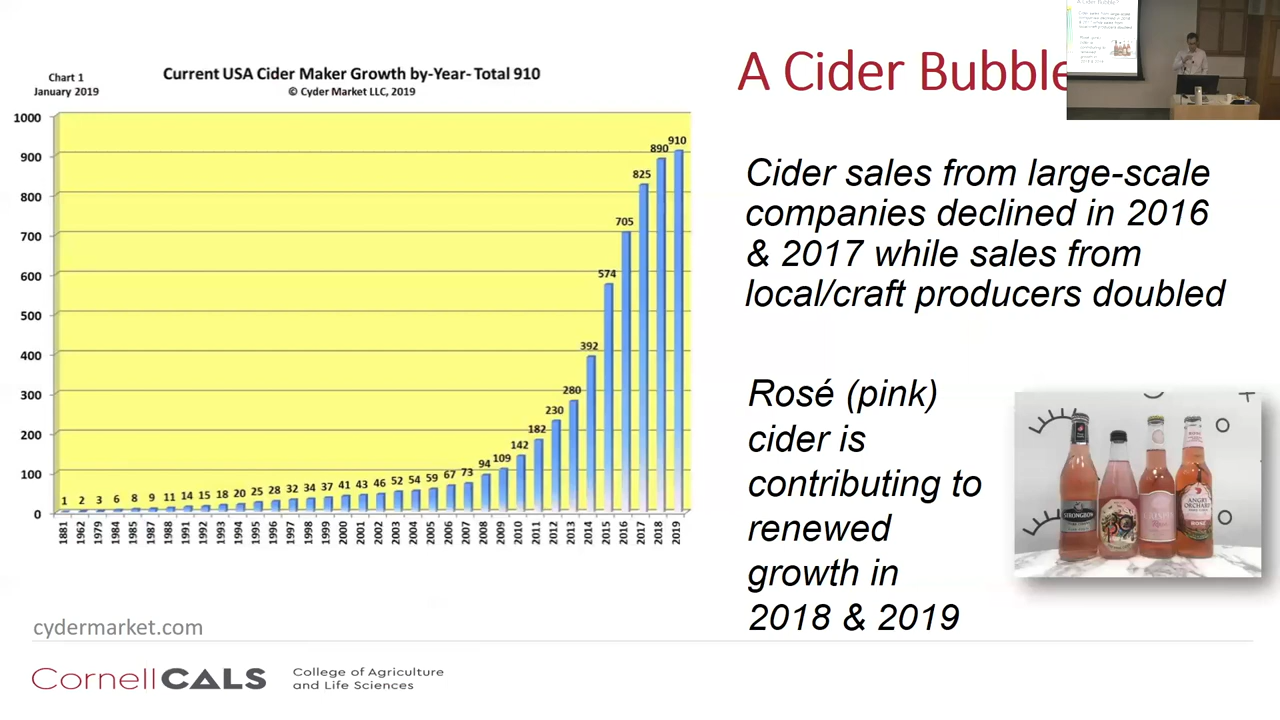 Chart 1
January 2019
Current USA Cider Maker Growth by-Year- Total 910
© Cyder Market LLC, 2019
1000
900
800
700
600
500
400
300
200
100
0
1 2 3 6 8 9 11 14 15 18 20 25 28 32 34 37 41 43 46 52 54 59 67 73 94 109 142 182 230 280 392 574 705 825 890 910
1881 1962 1979 1984 1985 1987 1988 1991 1992 1993 1994 1995 1996 1997 1998 1999 2000 2001 2002 2003 2004 2005 2006 2007 2008 2009 2010 2011 2012 2013 2014 2015 2016 2017 2018 2019
A Cider Bubble
Cider sales from large-scale
companies declined in 2016
& 2017 while sales from
local/craft producers doubled
Rosé (pink)
cider is
contributing to
renewed
growth in
2018 & 2019
STRONGBOW
ANGRY
ORCHARD
ROSÉ
cydermarket.com
CornellCALS
College of Agriculture
and Life Sciences